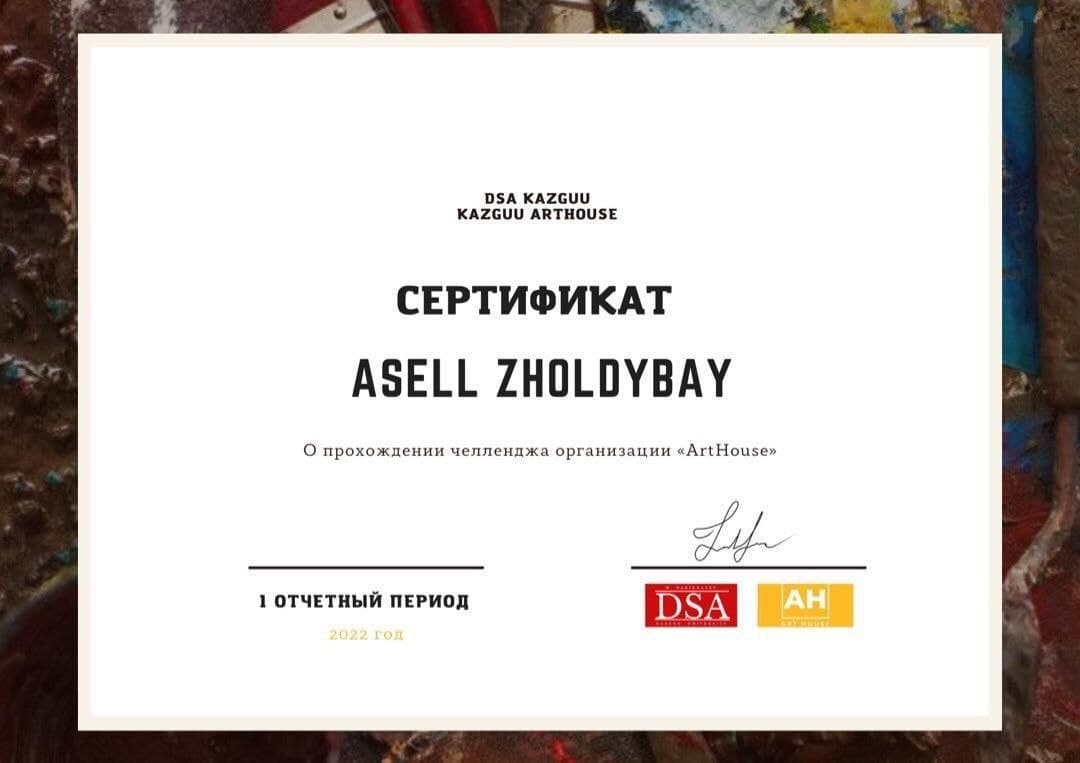 DSA KAZGUU
KAZGUU ARTHOUSE
СЕРТИФИКАТ
ASELL ZHOLDYBAY
О прохождении челленджа организации «ArtHouse»
1 ОТЧЕТНЫЙ ПЕРИОД
2022 год
DSA
AH
ART HOUSE